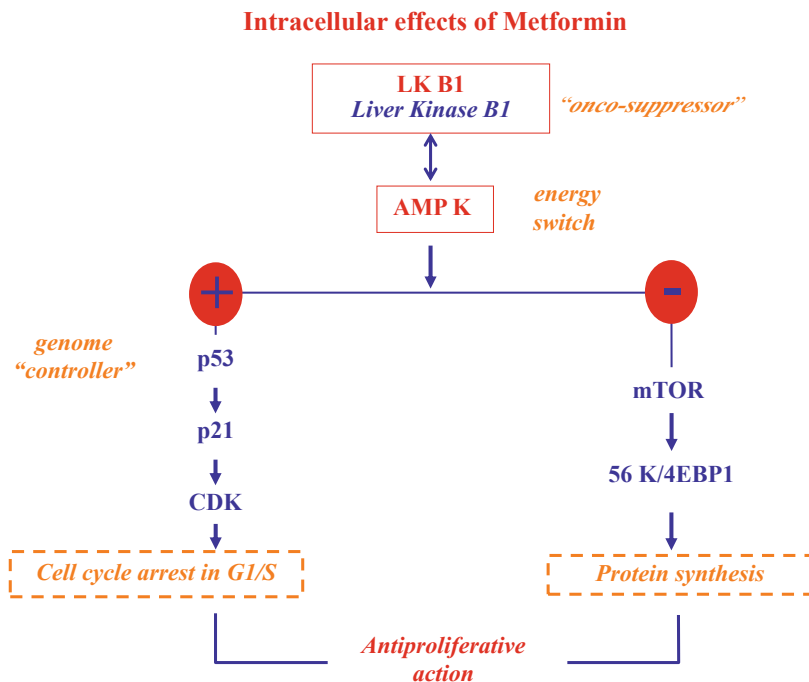 Intracellular effects of Metformin
LK B1
Liver Kinase B1
“onco-suppressor”
AMP K
energy
switch
+
-
genome
“controller”
p53
p21
CDK
Cell cycle arrest in G1/S
mTOR
56 K/4EBP1
Protein synthesis
Antiproliferative
action